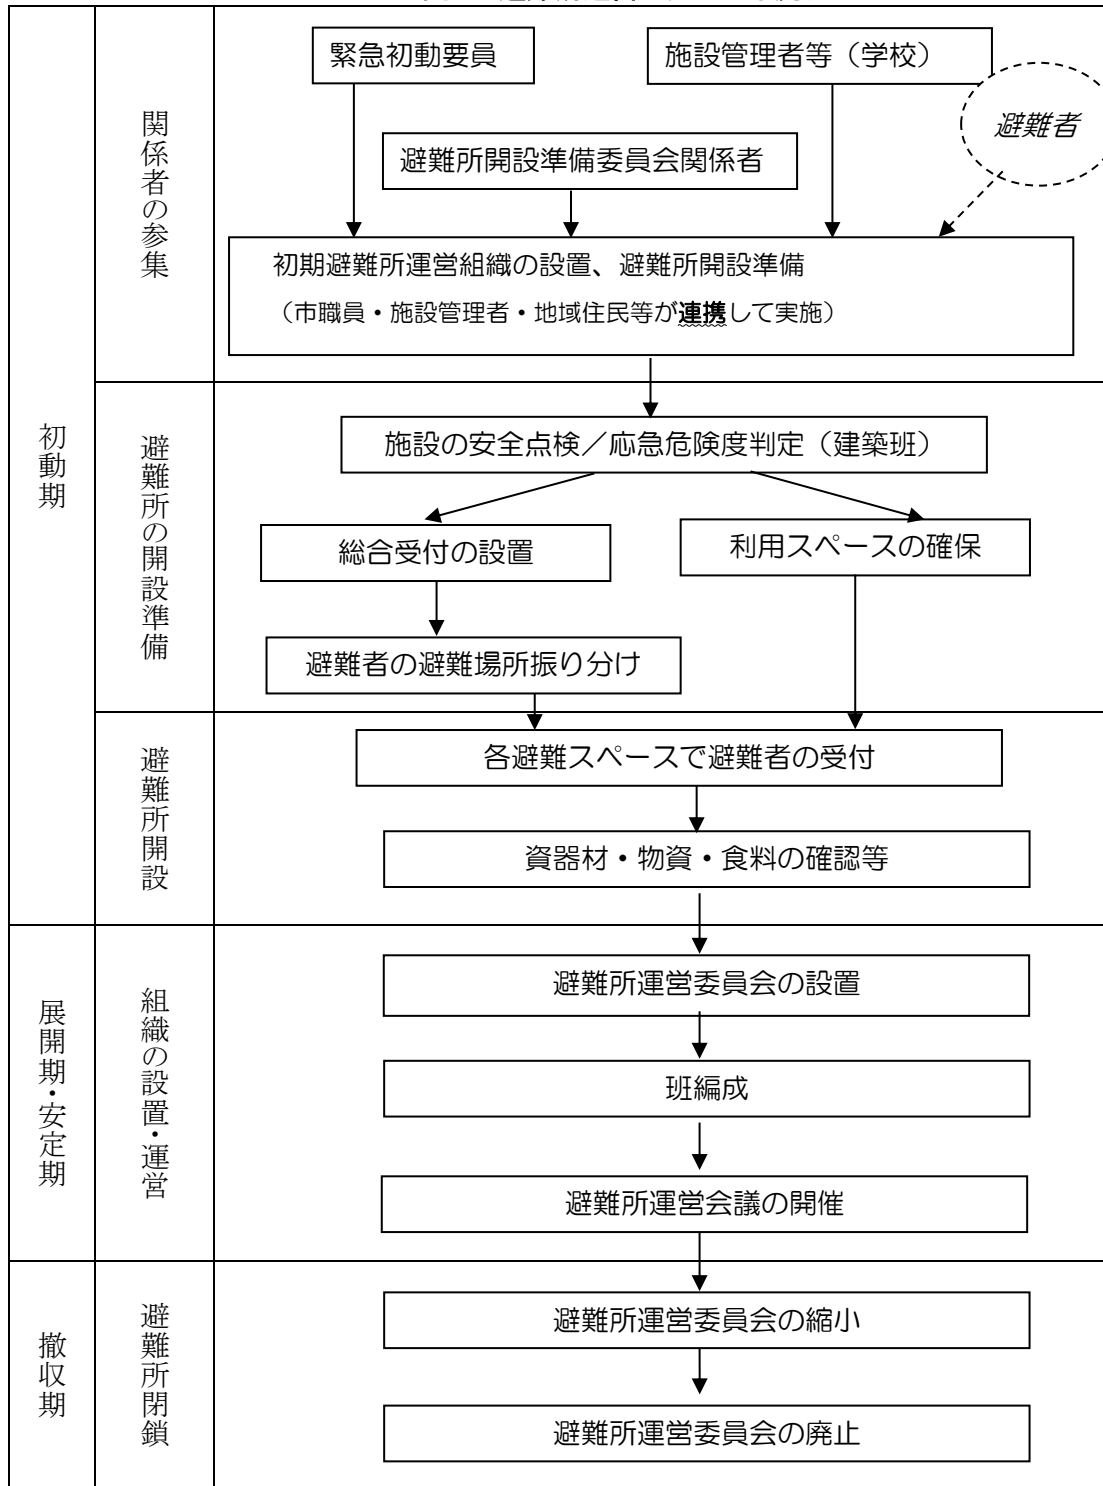 緊急初動要員
施設管理者等（学校）
避難者
避難所開設準備委員会関係者
関係者の参集
初期避難所運営組織の設置、避難所開設準備
（市職員・施設管理者・地域住民等が連携して実施）
初動期
避難所の開設準備
施設の安全点検／応急危険度判定（建築班）
総合受付の設置
利用スペースの確保
避難者の避難場所振り分け
避難所開設
各避難スペースで避難者の受付
資器材・物資・食料の確認等
展開期・安定期
組織の設置・運営
避難所運営委員会の設置
班編成
避難所運営会議の開催
撤収期
避難所閉鎖
避難所運営委員会の縮小
避難所運営委員会の廃止